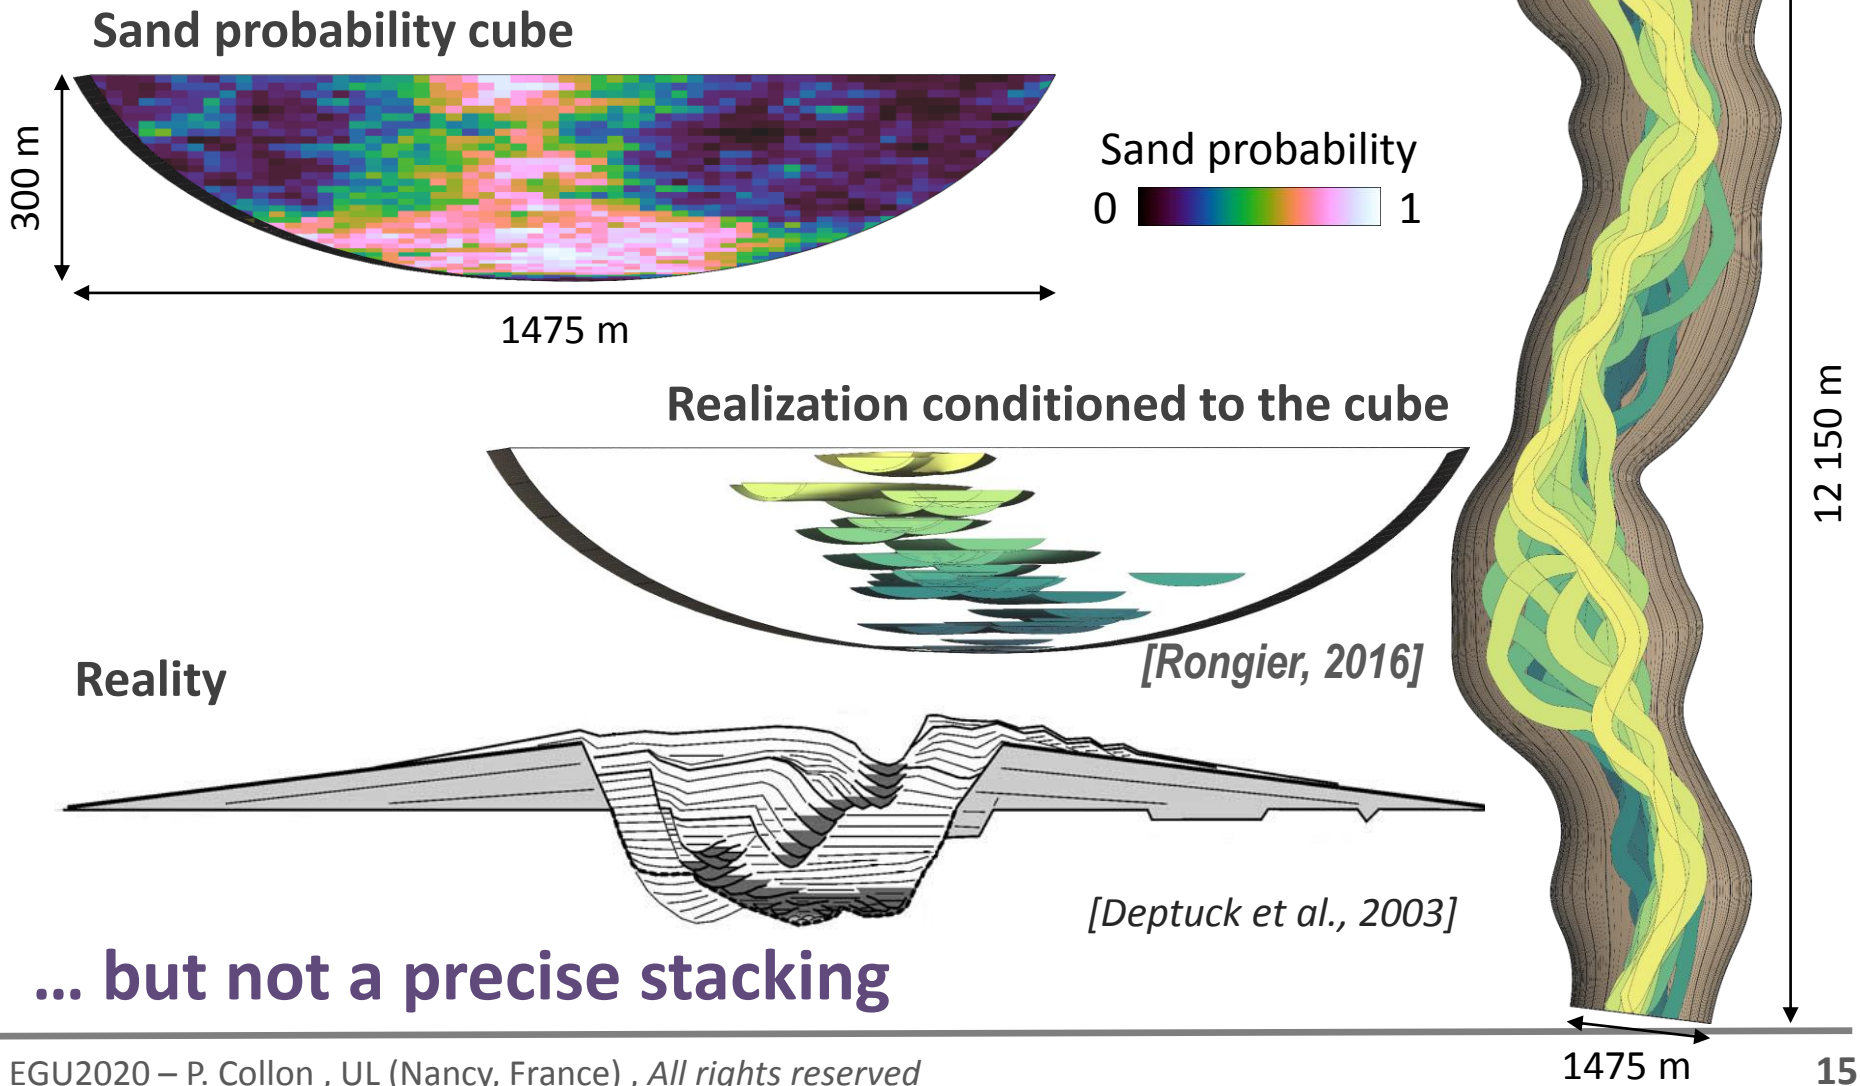 Sand probability cube
300 m
1475 m
Sand probability
0
1
Realization conditioned to the cube
[Rongier, 2016]
12 150 m
Reality
[Deptuck et al., 2003]
... but not a precise stacking
1475 m
EGU2020 – P. Collon , UL (Nancy, France) , All rights reserved
15